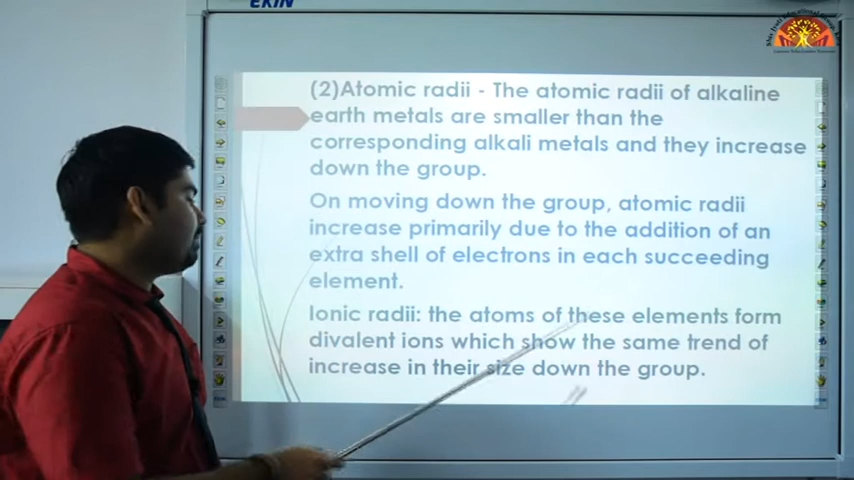 EKIN
(2)Atomic radii - The atomic radii of alkaline
earth metals are smaller than the
corresponding alkali metals and they increase
down the group.
On moving down the group, atomic radii
increase primarily due to the addition of an
extra shell of electrons in each succeeding
element.
Ionic radii: the atoms of these elements form
divalent ions which show the same trend of
increase in their size down the group.